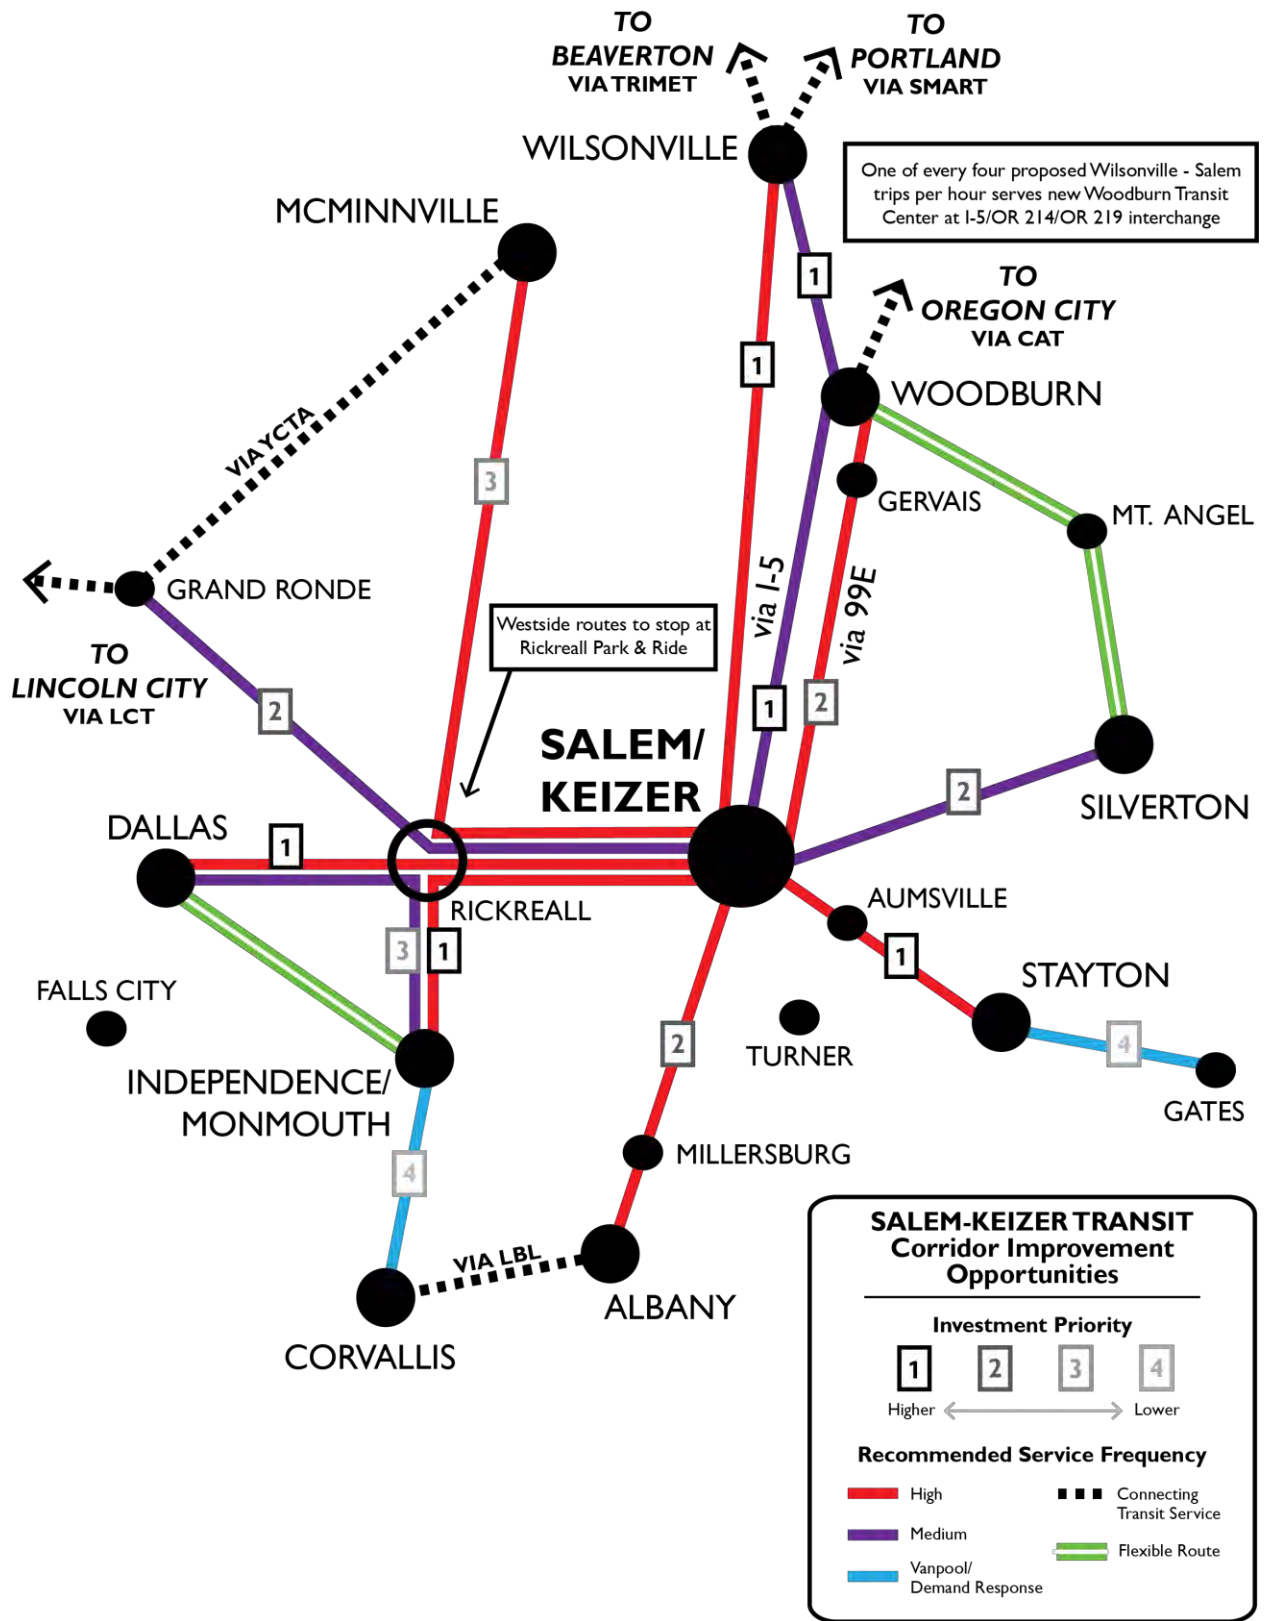 TO
BEAVERTON
VIA TRIMET
TO
PORTLAND
VIA SMART
WILSONVILLE
One of every four proposed Wilsonville - Salem
trips per hour serves new Woodburn Transit
Center at I-5/OR 214/OR 219 interchange
MCMINNVILLE
1
TO
OREGON CITY
VIA CAT
1
WOODBURN
VIA YCTA
3
GERVAIS
MT. ANGEL
GRAND RONDE
via I-5
via 99E
Westside routes to stop at
Rickreall Park & Ride
TO
LINCOLN CITY
VIA LCT
2
1
2
SALEM/
KEIZER
2
SILVERTON
DALLAS
1
RICKREALL
AUMSVILLE
3
1
1
STAYTON
FALLS CITY
2
TURNER
4
GATES
INDEPENDENCE/
MONMOUTH
4
MILLERSBURG
VIA LBL
ALBANY
CORVALLIS
SALEM-KEIZER TRANSIT
Corridor Improvement
Opportunities
Investment Priority
1 2 3 4
Higher Lower
Recommended Service Frequency
High
Medium
Vanpool/
Demand Response
Connecting
Transit Service
Flexible Route